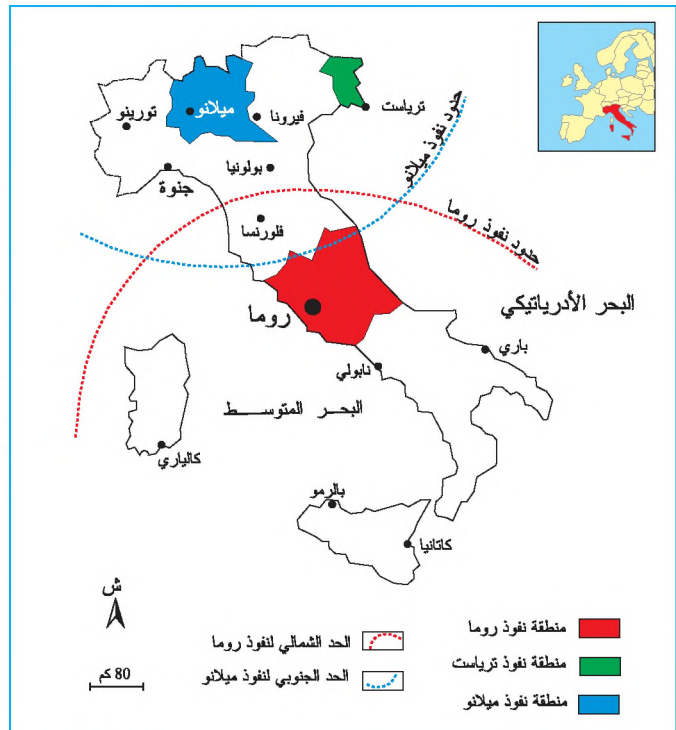 ميلانو
تورينو
فيرونا
ترياست
حدود نفوذ ميلانو
بولونيا
جنوة
فلورنسا
حدود نفوذ روما
روما
البحر الأدرياتيكي
باري
نابولي
البحـر المتوســـط
كالياري
بالرمو
كاتانيا
ش
80 كم
الحد الشمالي لنفوذ روما
الحد الجنوبي لنفوذ ميلانو
منطقة نفوذ روما
منطقة نفوذ ترياست
منطقة نفوذ ميلانو